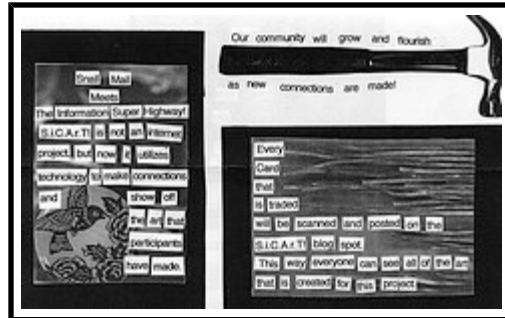 Snail Mail
Meets
The Information Super Highway!
S.i.C.A.r.T! is not an internet
project, but now it utilizes
technology to make connections
and show off
the art that
participants
have made.
Our community will grow and flourish
as new connections are made!
Every
Card
that
is traded
will be scanned and posted on the
S.i.C.A.r.T! blog spot.
This way everyone can see all of the art
that is created for this project